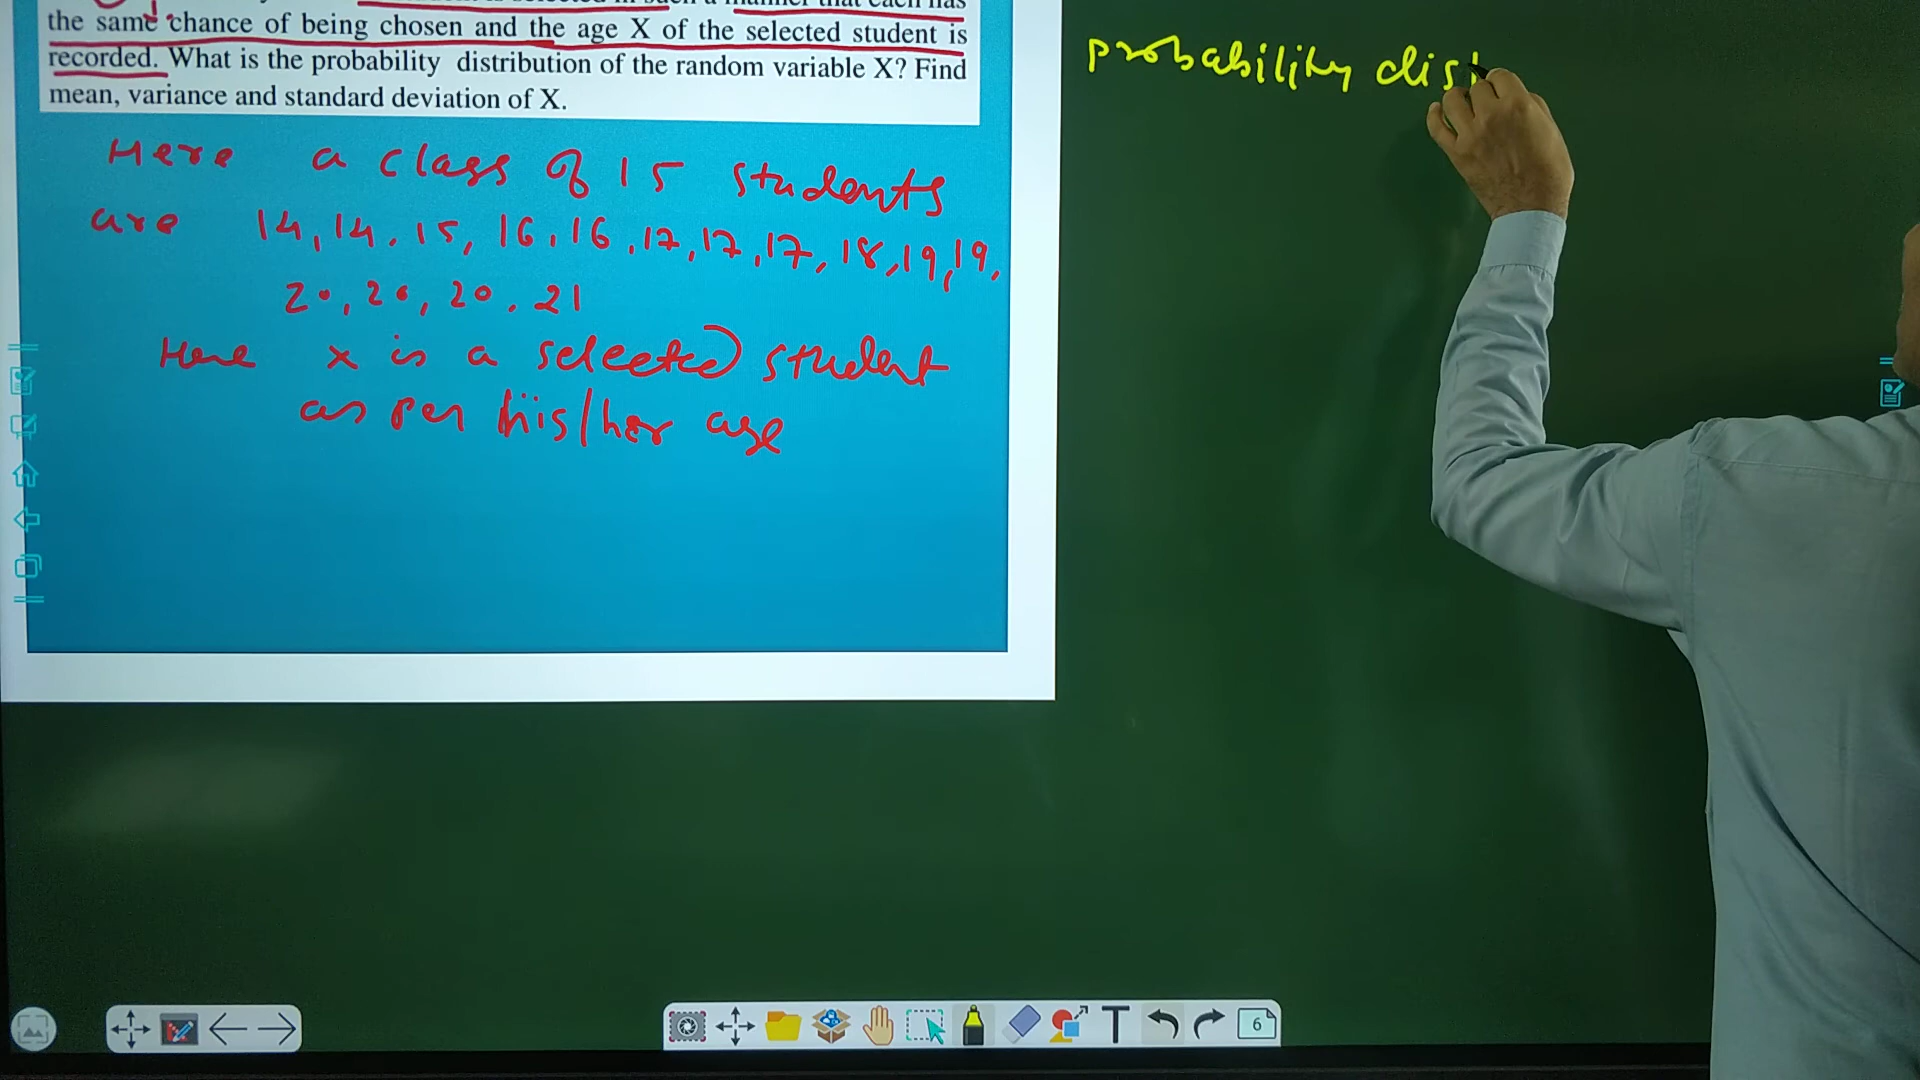 the same chance of being chosen and the age X of the selected student is
recorded. What is the probability distribution of the random variable X? Find
mean, variance and standard deviation of X.
Here a class of 15 students
are 14, 14, 15, 16, 16, 17, 17, 17, 18, 19, 19,
20, 20, 20, 21
Here x is a selected student
as per his/her age
probability dist
6